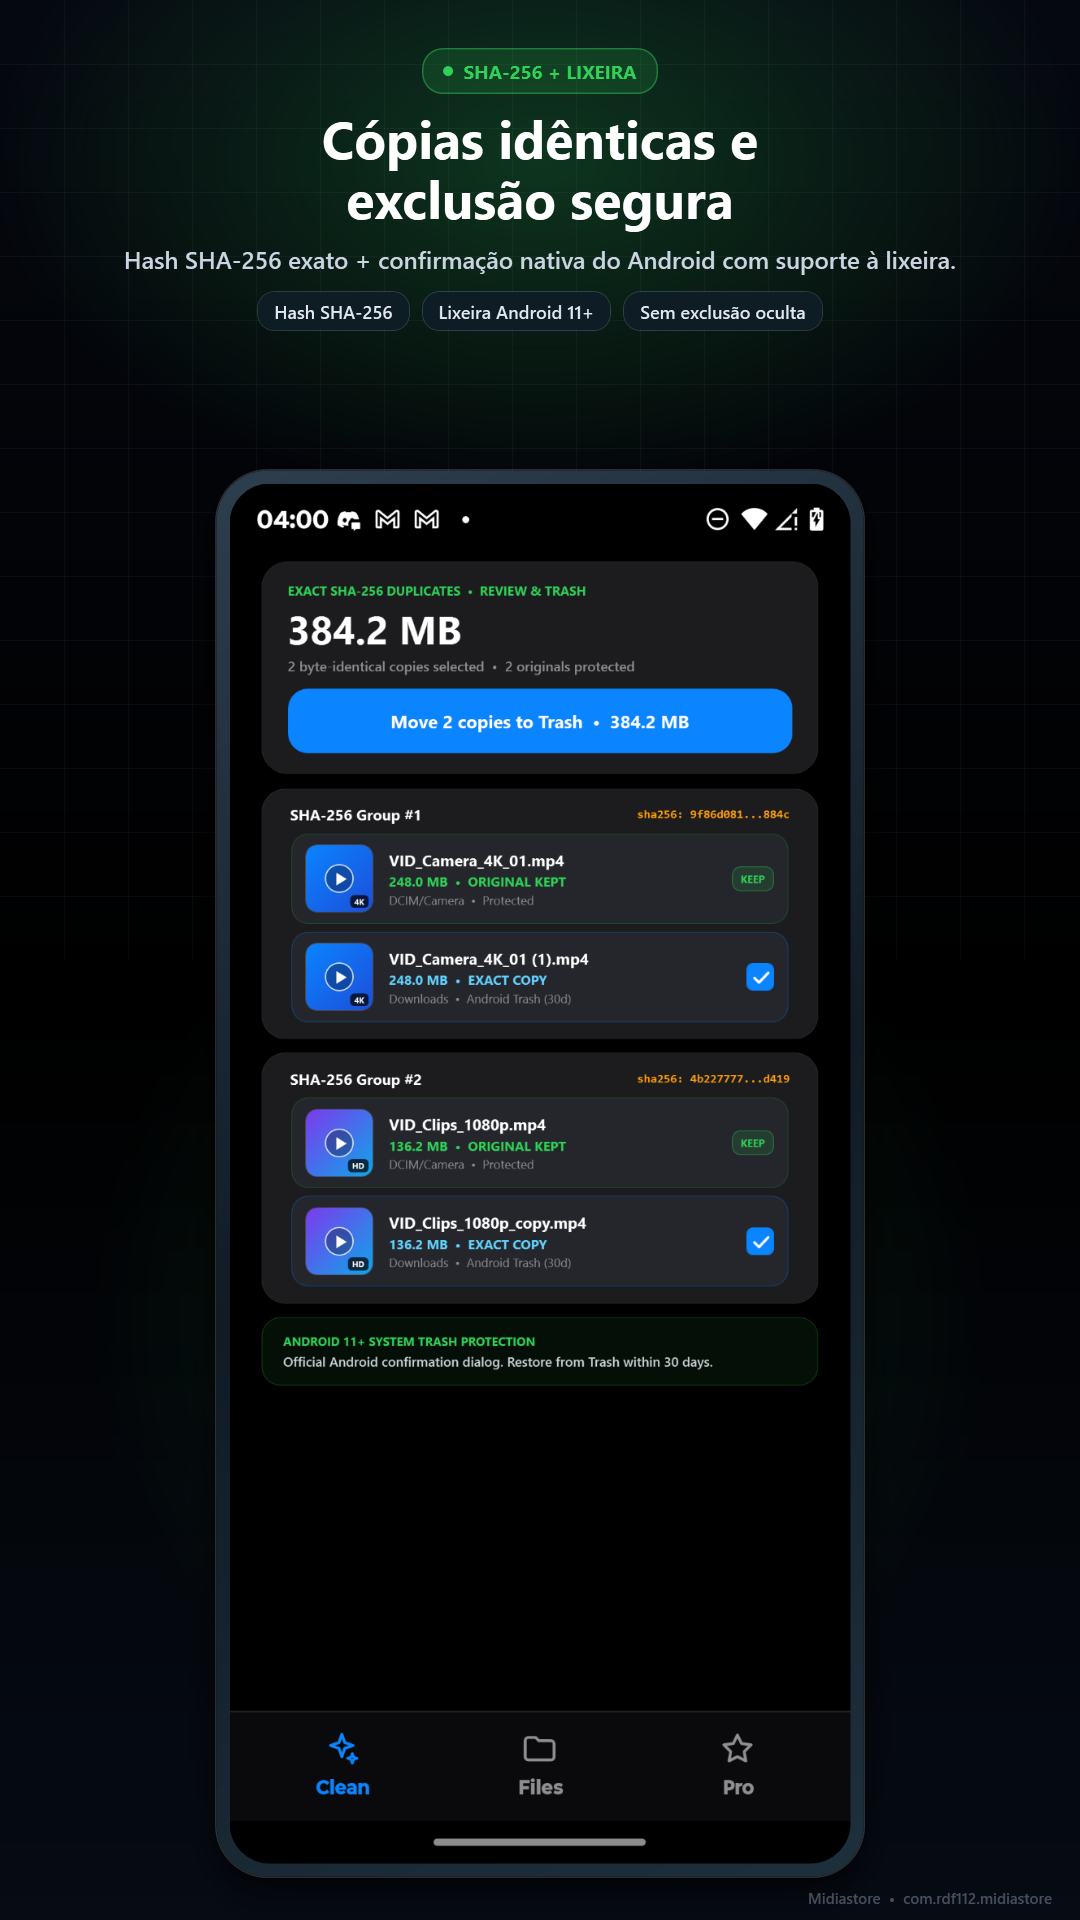 SHA-256 + LIXEIRA
Cópias idênticas e
exclusão segura
Hash SHA-256 exato + confirmação nativa do Android com suporte à lixeira.
Hash SHA-256
Lixeira Android 11+
Sem exclusão oculta
04:00
EXACT SHA-256 DUPLICATES • REVIEW & TRASH
384.2 MB
2 byte-identical copies selected • 2 originals protected
Move 2 copies to Trash • 384.2 MB
SHA-256 Group #1
sha256: 9f86d081...884c
VID_Camera_4K_01.mp4
248.0 MB • ORIGINAL KEPT
DCIM/Camera • Protected
4K
KEEP
VID_Camera_4K_01 (1).mp4
248.0 MB • EXACT COPY
Downloads • Android Trash (30d)
4K
SHA-256 Group #2
sha256: 4b227777...d419
VID_Clips_1080p.mp4
136.2 MB • ORIGINAL KEPT
DCIM/Camera • Protected
HD
KEEP
VID_Clips_1080p_copy.mp4
136.2 MB • EXACT COPY
Downloads • Android Trash (30d)
HD
ANDROID 11+ SYSTEM TRASH PROTECTION
Official Android confirmation dialog. Restore from Trash within 30 days.
Clean
Files
Pro
Midiastore • com.rdf112.midiastore